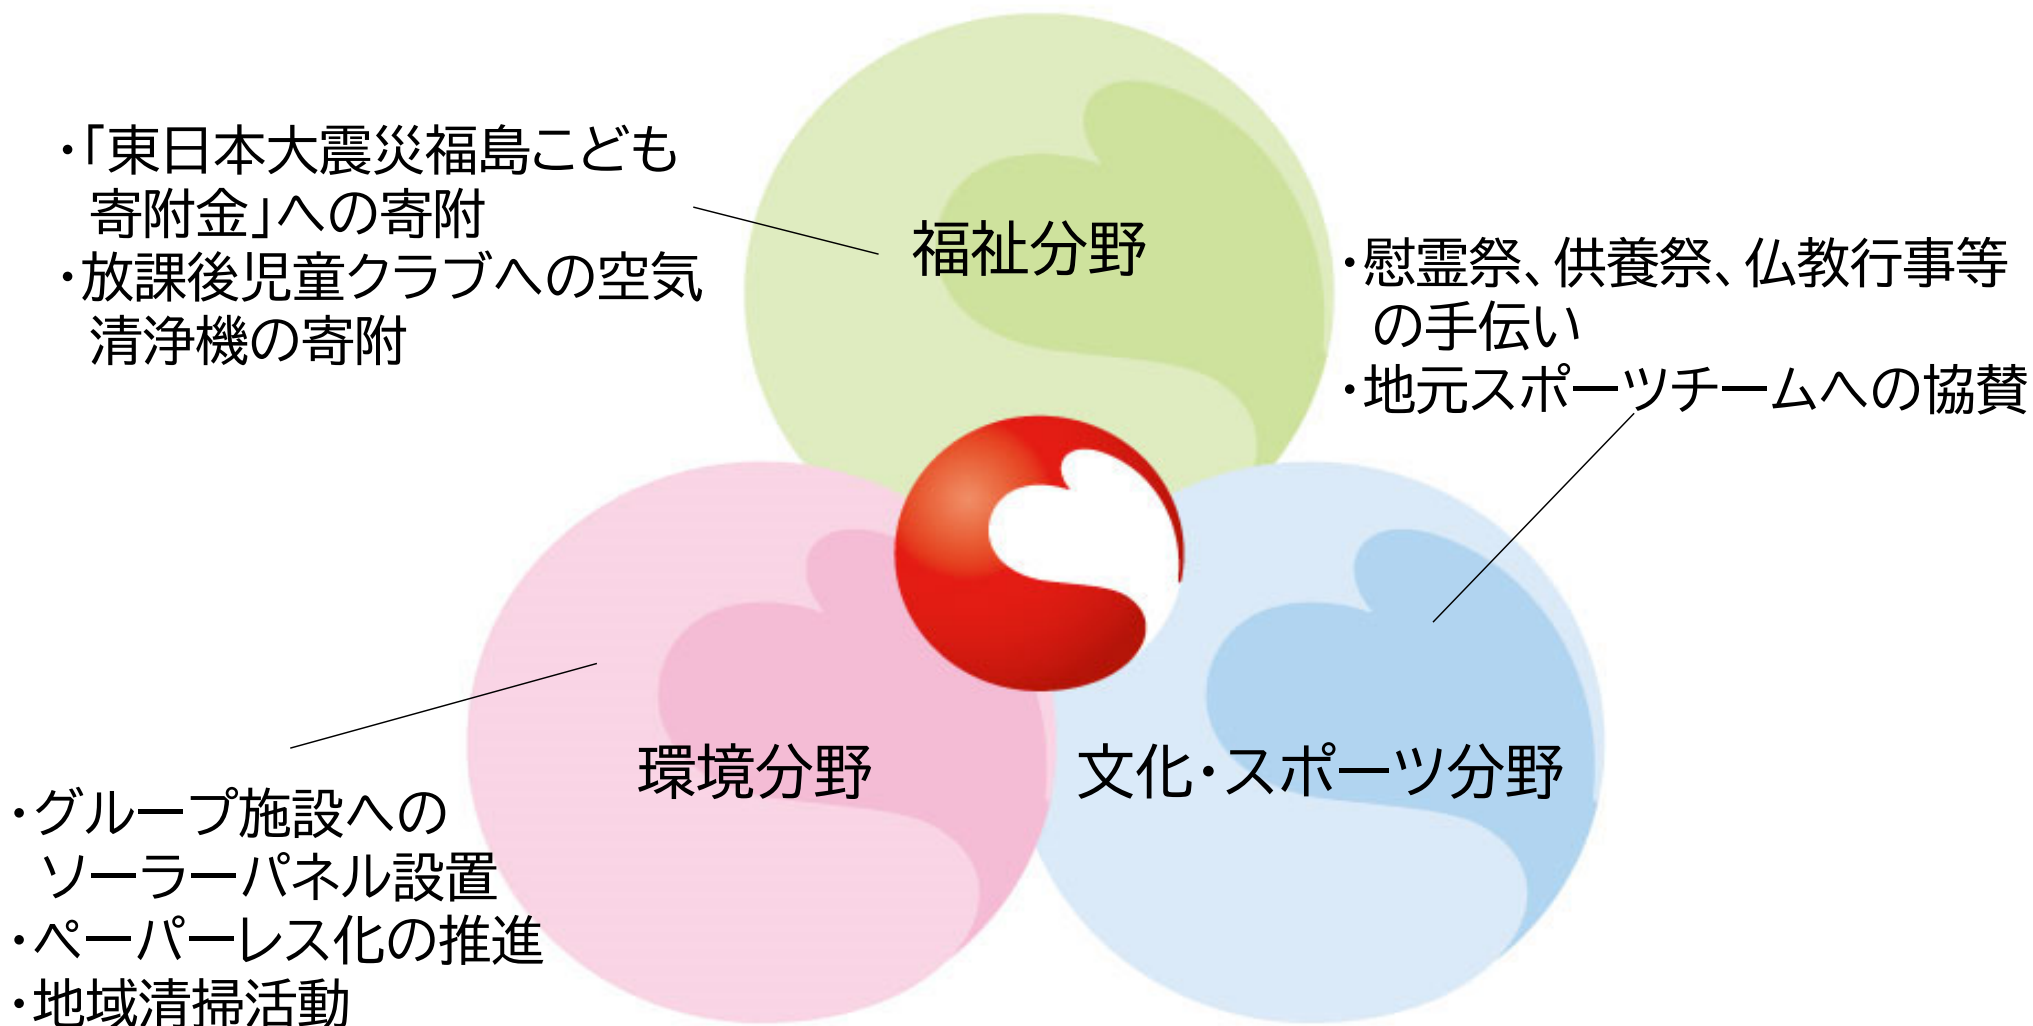 ・「東日本大震災福島こども
寄附金」への寄附
・放課後児童クラブへの空気
清浄機の寄附
福祉分野
・慰霊祭、供養祭、仏教行事等
の手伝い
・地元スポーツチームへの協賛
環境分野
文化・スポーツ分野
・グループ施設への
ソーラーパネル設置
・ペーパーレス化の推進
・地域清掃活動